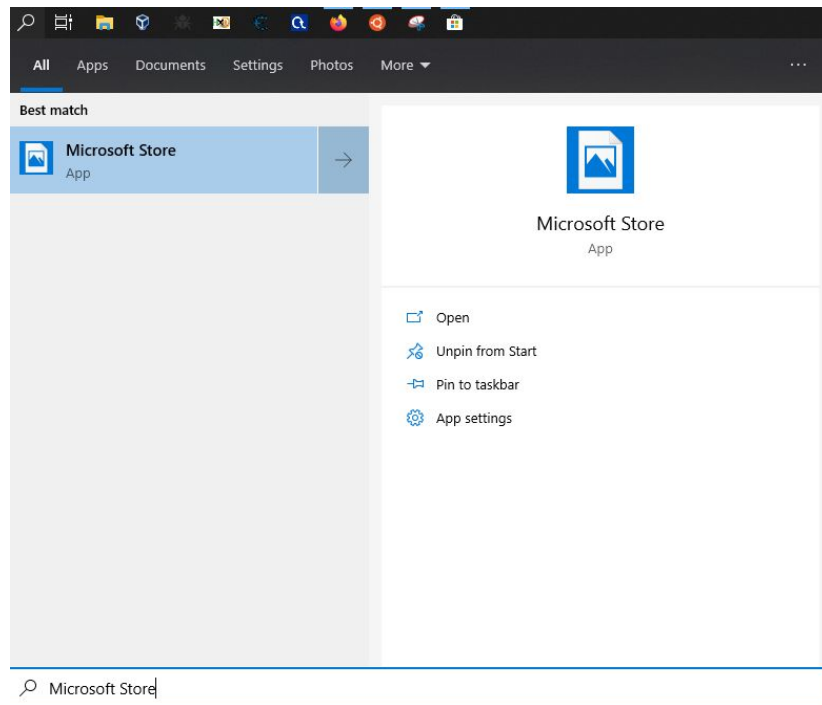 All Apps Documents Settings Photos More
Best match
Microsoft Store
App
Microsoft Store
App
Open
Unpin from Start
Pin to taskbar
App settings
Microsoft Store